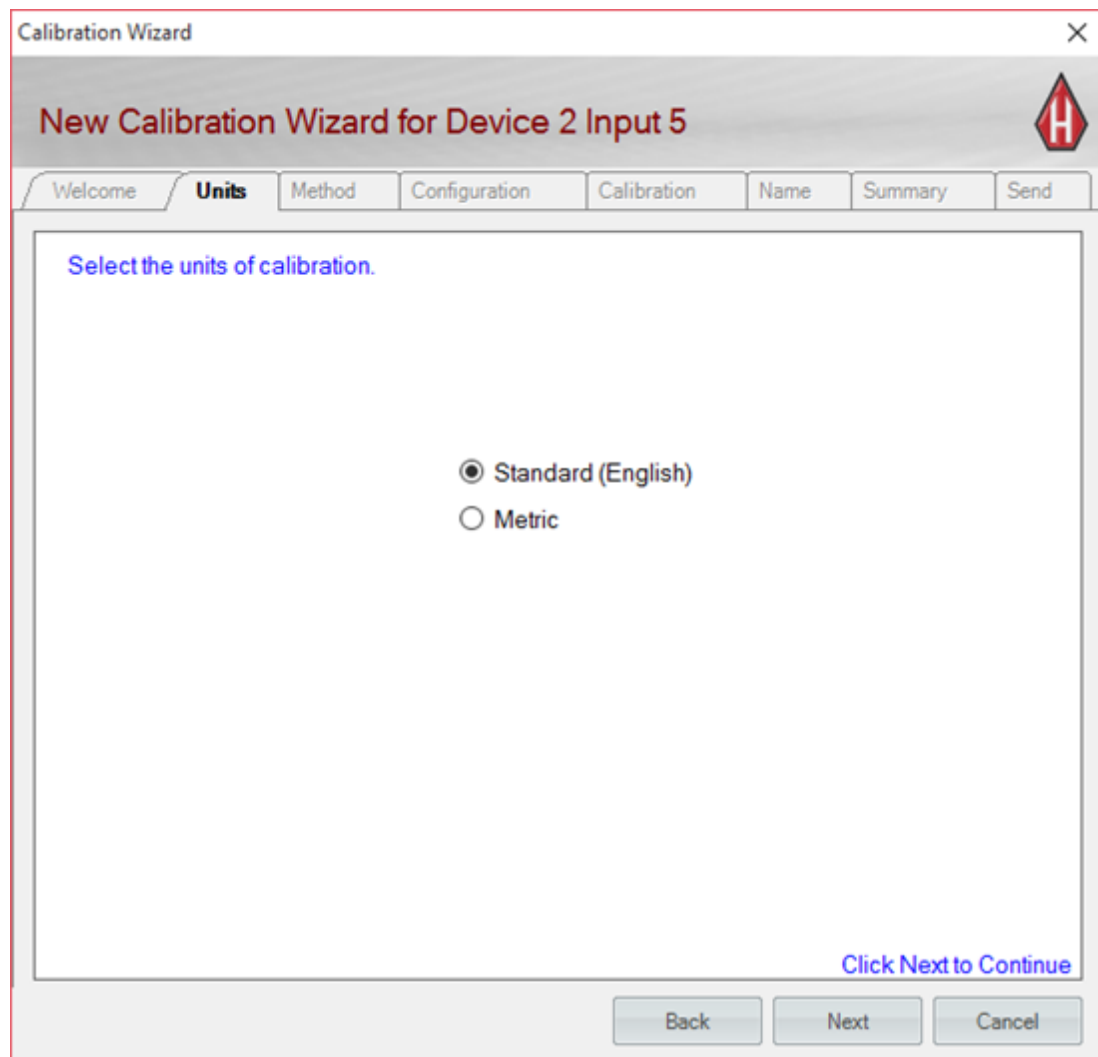 Calibration Wizard
New Calibration Wizard for Device 2 Input 5
H
Welcome Units Method Configuration Calibration Name Summary Send
Select the units of calibration.
Standard (English)
Metric
Click Next to Continue
Back Next Cancel